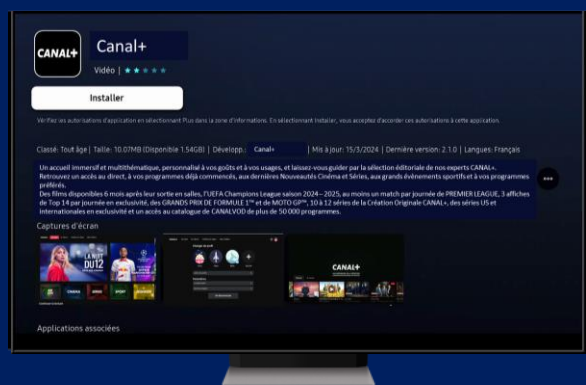 CANAL+
Canal+
Vidéo | ★★★★★
Installer
Vérifiez les autorisations d'application en sélectionnant Plus dans la zone d'informations. En sélectionnant Installer, vous acceptez d'accorder ces autorisations à cette application.
Classé: Tout âge | Taille: 10.07MB (Disponible 1.54GB) | Dévelop.: Canal+ | Mis à jour: 15/3/2024 | Dernière version: 2.1.0 | Langues: Français
Un accueil immersif et multithématique, personnalisé à vos goûts et à vos usages, et laissez-vous guider par la sélection éditoriale de nos experts CANAL+.
Retrouvez un accès au direct, à vos programmes déjà commencés, aux dernières Nouveautés Cinéma et Séries, aux grands évènements sportifs et à vos programmes
préférés.
Des films disponibles 6 mois après leur sortie en salles, l'UEFA Champions League saison 2024–2025, au moins un match par journée de PREMIER LEAGUE, 3 affiches
de Top 14 par journée en exclusivité, des GRANDS PRIX DE FORMULE 1™ et de MOTO GP™, 10 à 12 séries de la Création Originale CANAL+, des séries US et
internationales en exclusivité et un accès au catalogue de CANALVOD de plus de 50 000 programmes.
Captures d'écran
LA NUIT
DU12
CANAL+
Applications associées